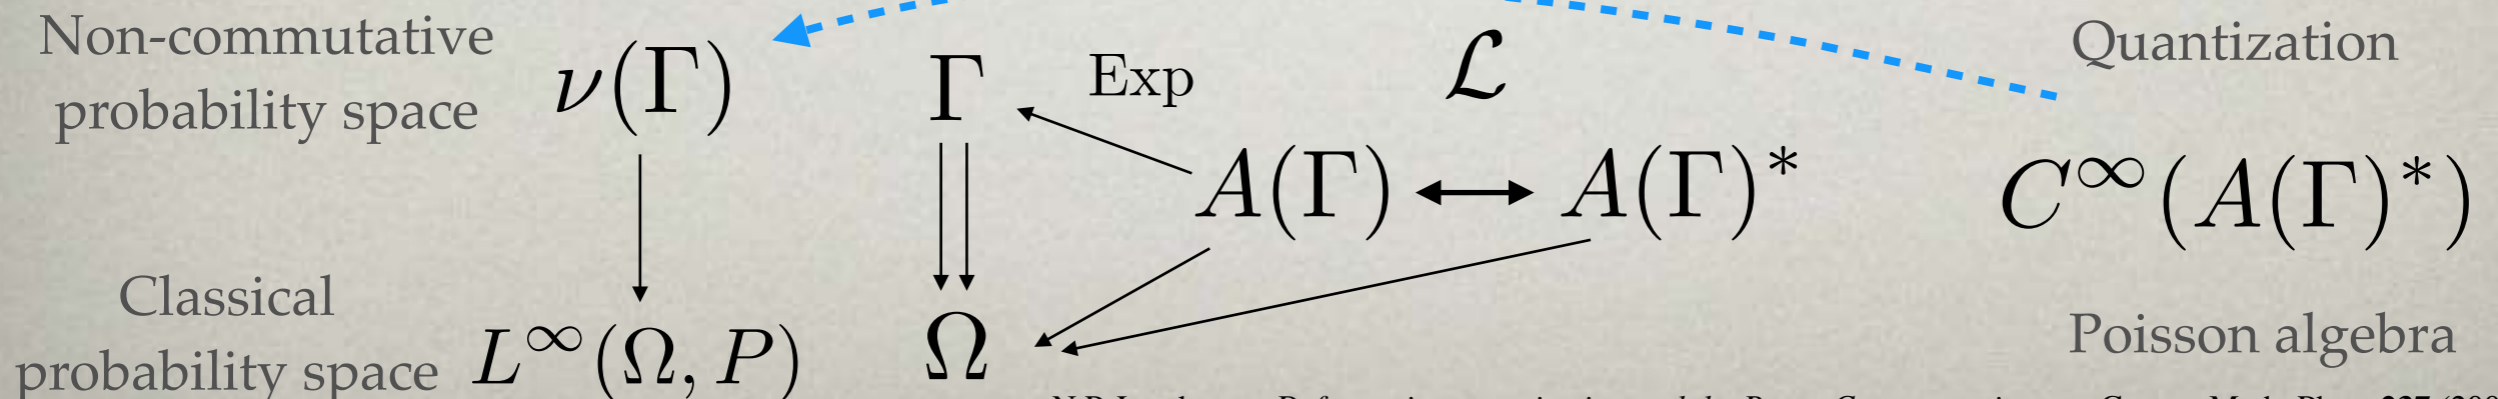 Non-commutative
probability space
ν(Γ)
Γ
Exp
ℒ
Quantization
A(Γ)
A(Γ)*
C^∞(A(Γ)*)
Classical
probability space
L^∞(Ω, P)
Ω
Poisson algebra